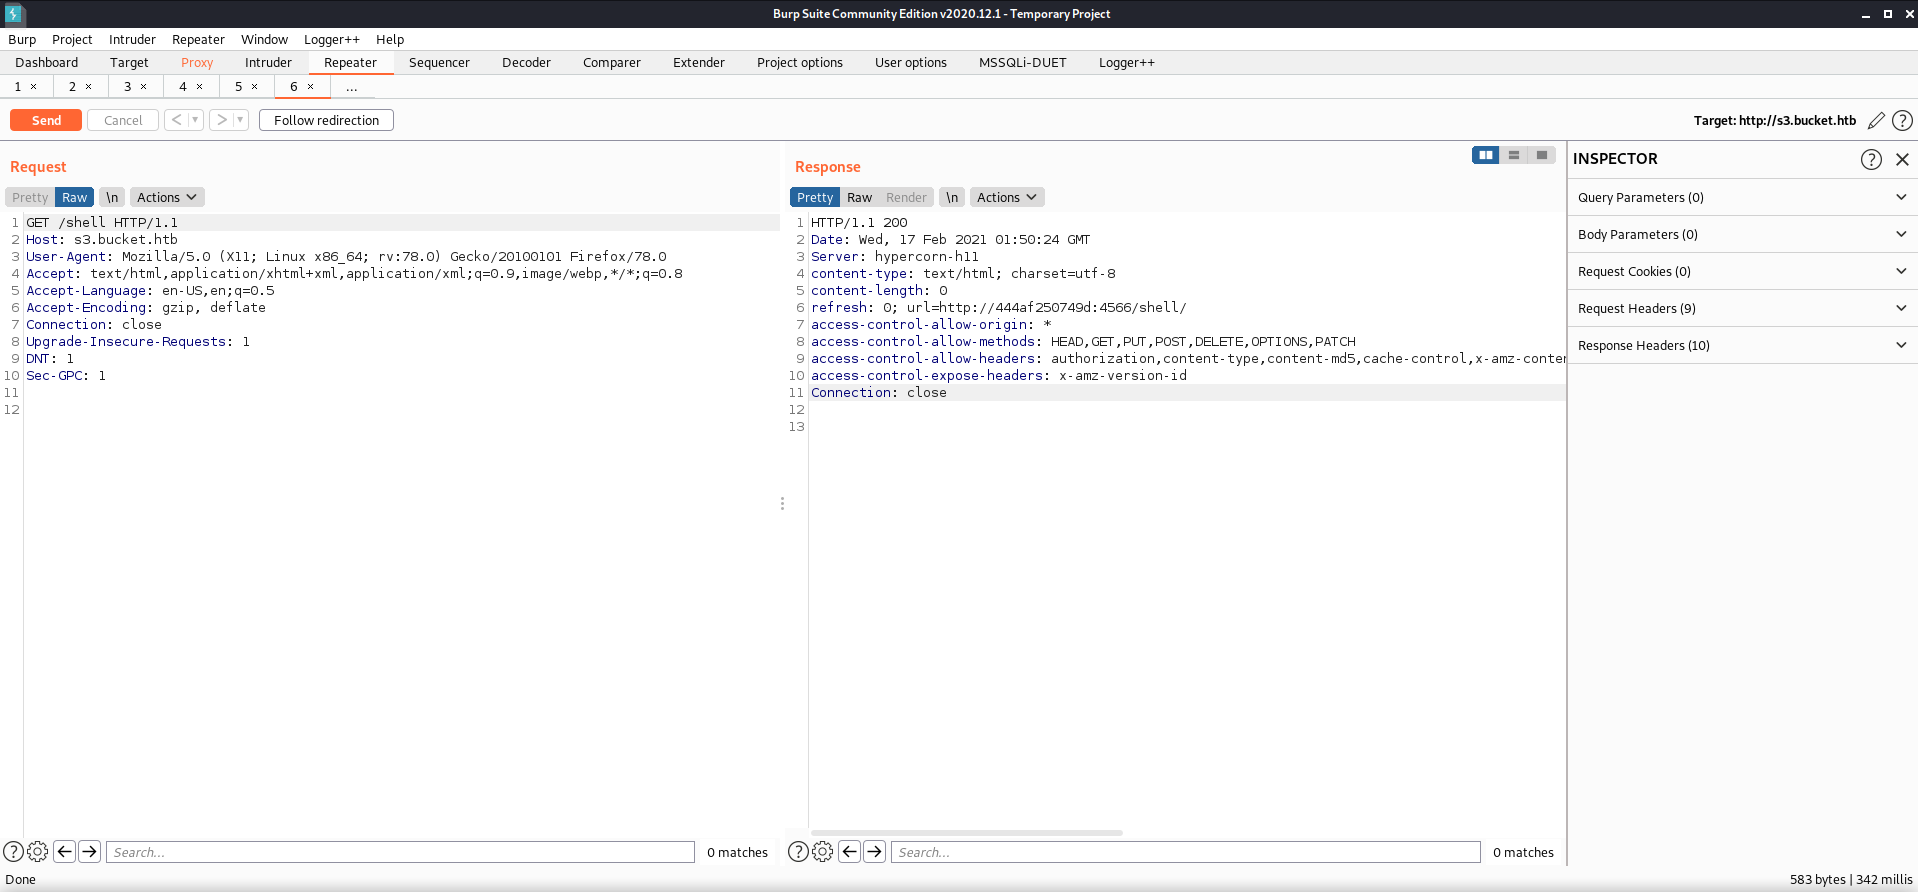 Burp Suite Community Edition v2020.12.1 - Temporary Project
Burp Project Intruder Repeater Window Logger++ Help
Dashboard Target Proxy Intruder Repeater Sequencer Decoder Comparer Extender Project options User options MSSQLi-DUET Logger++
1 × 2 × 3 × 4 × 5 × 6 × ...
Send Cancel < ▼ > ▼ Follow redirection Target: http://s3.bucket.htb ?
Request
Pretty Raw \n Actions
1 GET /shell HTTP/1.1
2 Host: s3.bucket.htb
3 User-Agent: Mozilla/5.0 (X11; Linux x86_64; rv:78.0) Gecko/20100101 Firefox/78.0
4 Accept: text/html,application/xhtml+xml,application/xml;q=0.9,image/webp,*/*;q=0.8
5 Accept-Language: en-US,en;q=0.5
6 Accept-Encoding: gzip, deflate
7 Connection: close
8 Upgrade-Insecure-Requests: 1
9 DNT: 1
10 Sec-GPC: 1
11
12
? Search... 0 matches
Response
Pretty Raw Render \n Actions
1 HTTP/1.1 200
2 Date: Wed, 17 Feb 2021 01:50:24 GMT
3 Server: hypercorn-h11
4 content-type: text/html; charset=utf-8
5 content-length: 0
6 refresh: 0; url=http://444af250749d:4566/shell/
7 access-control-allow-origin: *
8 access-control-allow-methods: HEAD,GET,PUT,POST,DELETE,OPTIONS,PATCH
9 access-control-allow-headers: authorization,content-type,content-md5,cache-control,x-amz-conten
10 access-control-expose-headers: x-amz-version-id
11 Connection: close
12
13
? Search... 0 matches
INSPECTOR ?
Query Parameters (0)
Body Parameters (0)
Request Cookies (0)
Request Headers (9)
Response Headers (10)
Done 583 bytes | 342 millis